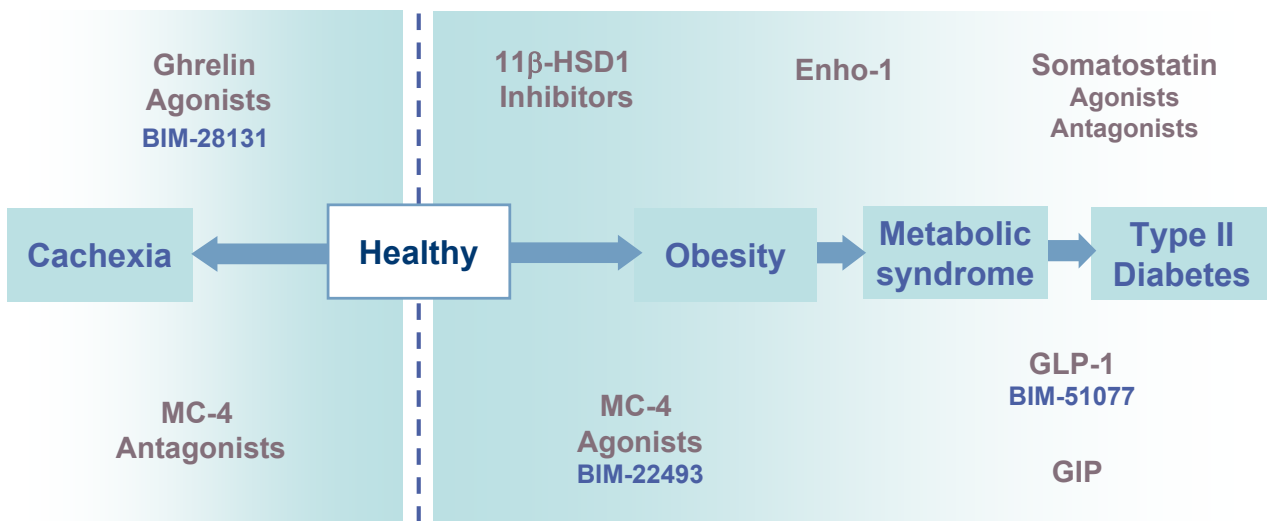 Ghrelin
Agonists
BIM-28131
11β-HSD1
Inhibitors
Enho-1
Somatostatin
Agonists
Antagonists
Cachexia
Healthy
Obesity
Metabolic
syndrome
Type II
Diabetes
MC-4
Antagonists
MC-4
Agonists
BIM-22493
GLP-1
BIM-51077
GIP